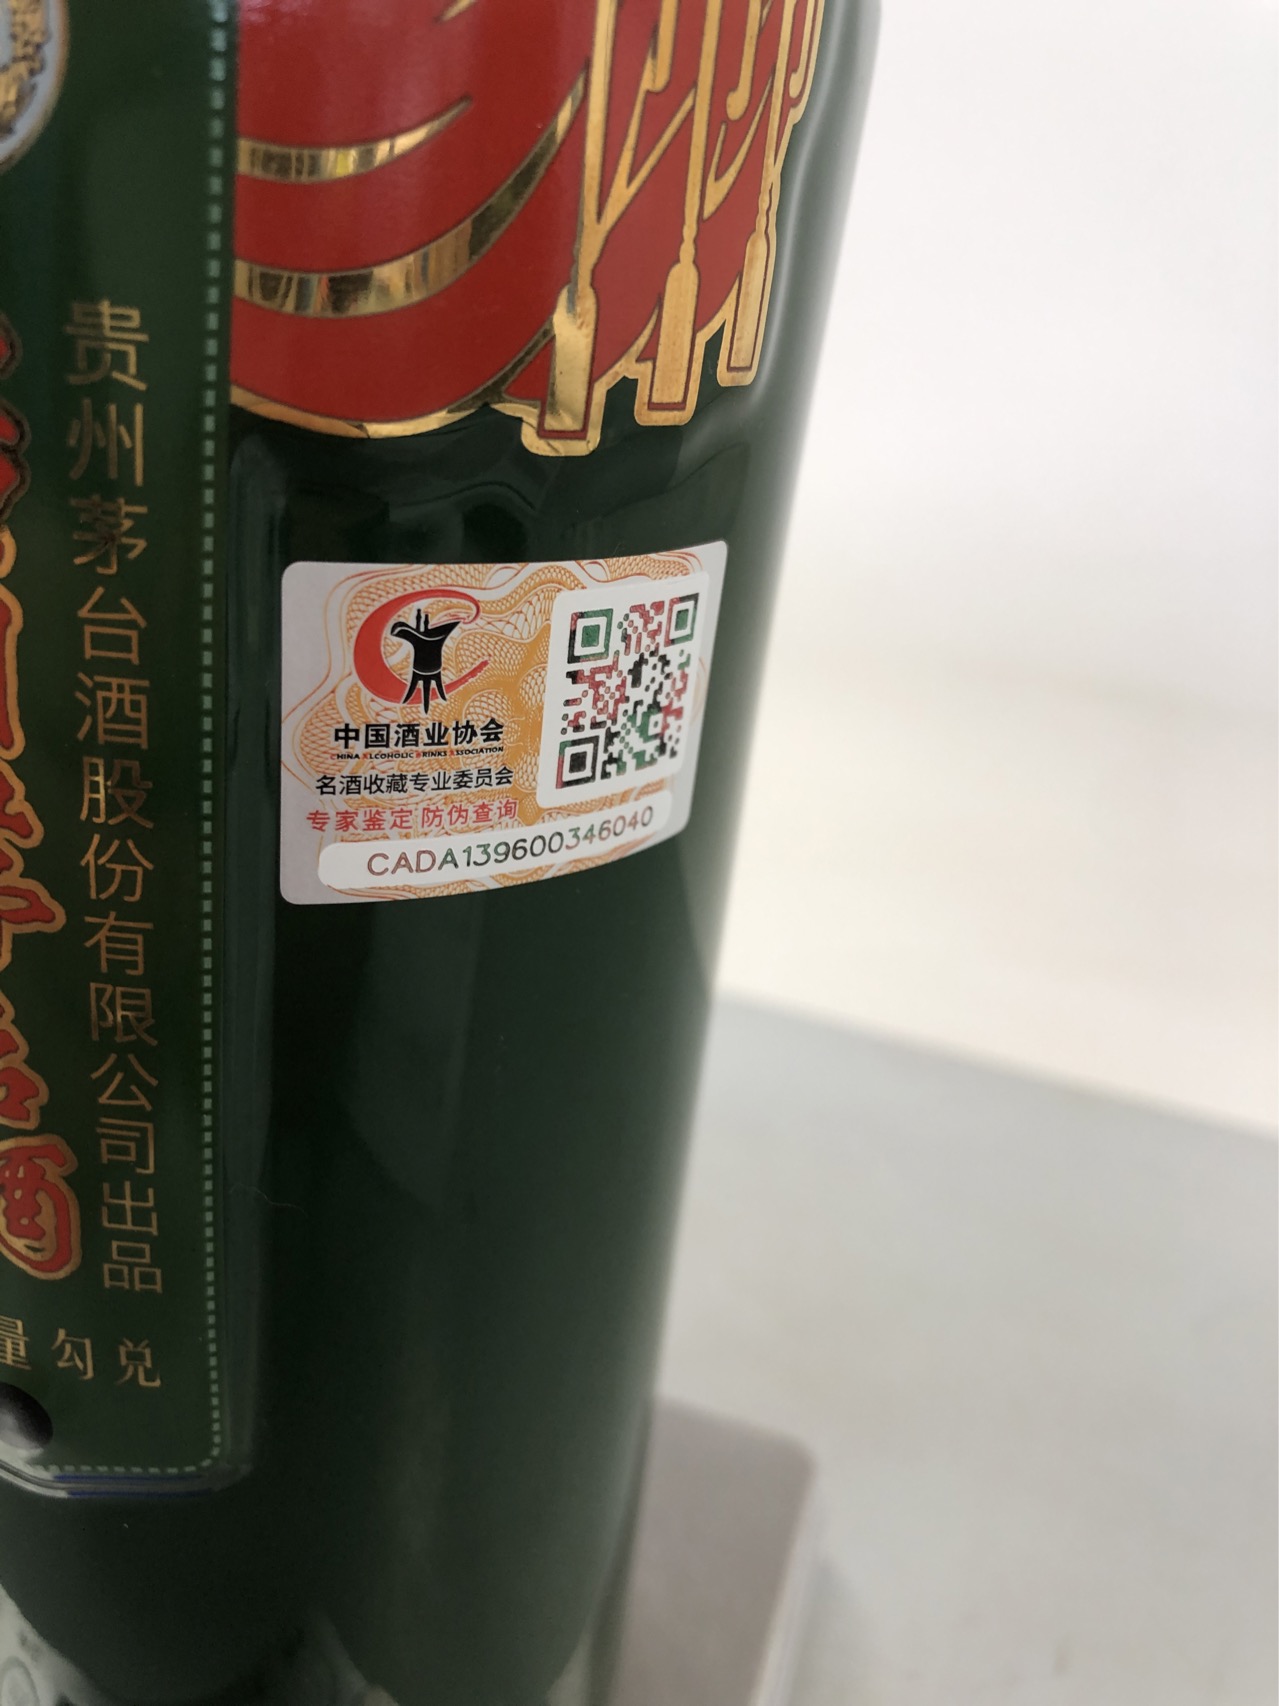 贵州茅台酒股份有限公司出品
量勾兑
中国酒业协会
CHINA ALCOHOLIC DRINKS ASSOCIATION
名酒收藏专业委员会
专家鉴定 防伪查询
CADA139600346040